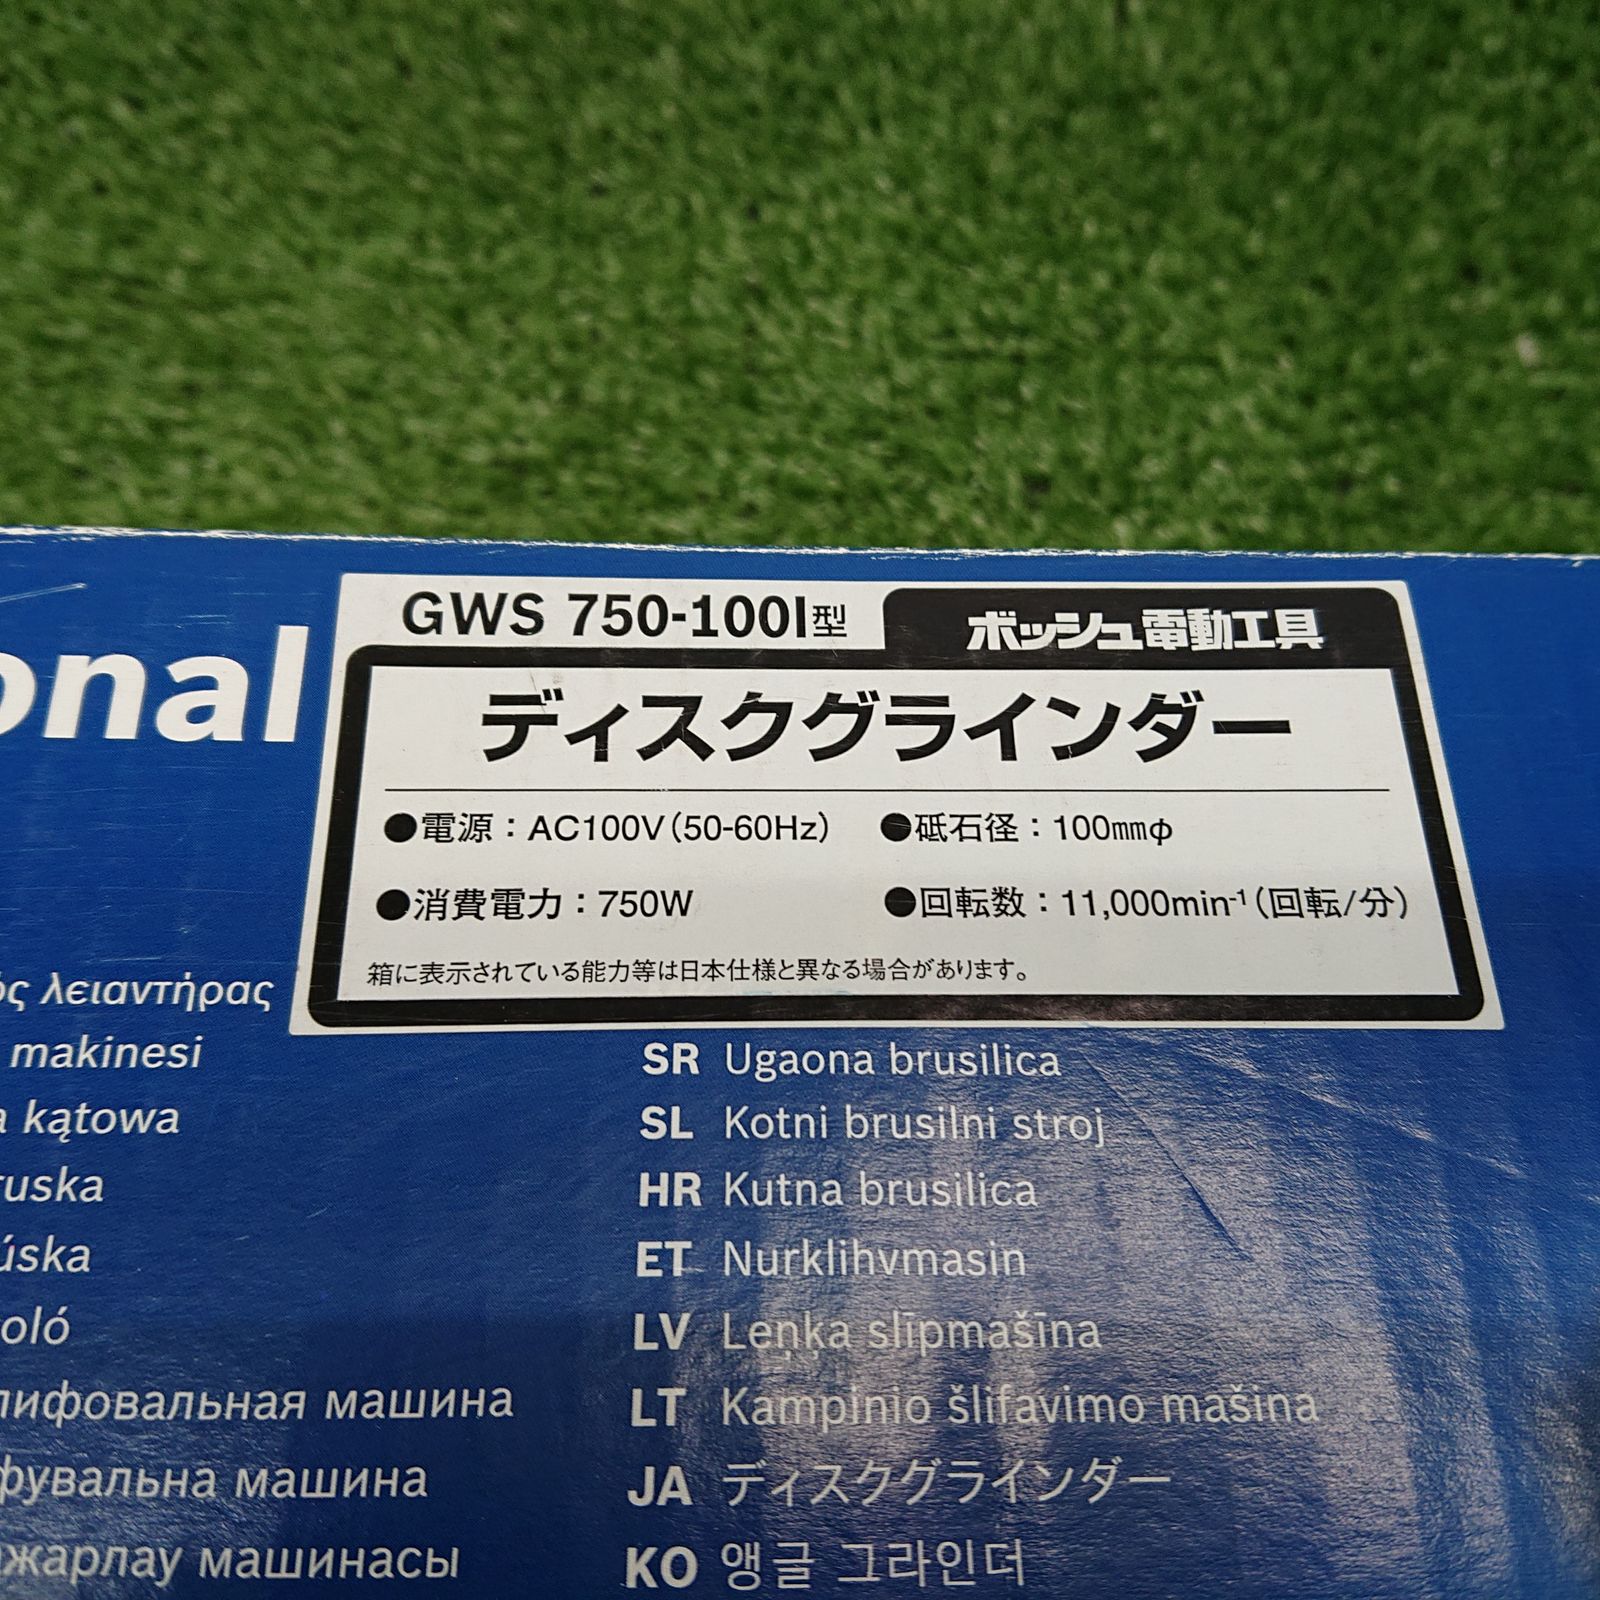 GWS 750-100I型
ボッシュ電動工具
onal
ディスクグラインダー
●電源：AC100V（50-60Hz） ●砥石径：100㎜φ
●消費電力：750W ●回転数：11,000min⁻¹（回転/分）
箱に表示されている能力等は日本仕様と異なる場合があります。
ός λειαντήρας
makinesi
a kątowa
ruska
úska
oló
лифовальная машина
фувальна машина
жарлау машинасы
SR Ugaona brusilica
SL Kotni brusilni stroj
HR Kutna brusilica
ET Nurklihvmasin
LV Leņķa slīpmašīna
LT Kampinio šlifavimo mašina
JA ディスクグラインダー
KO 앵글 그라인더